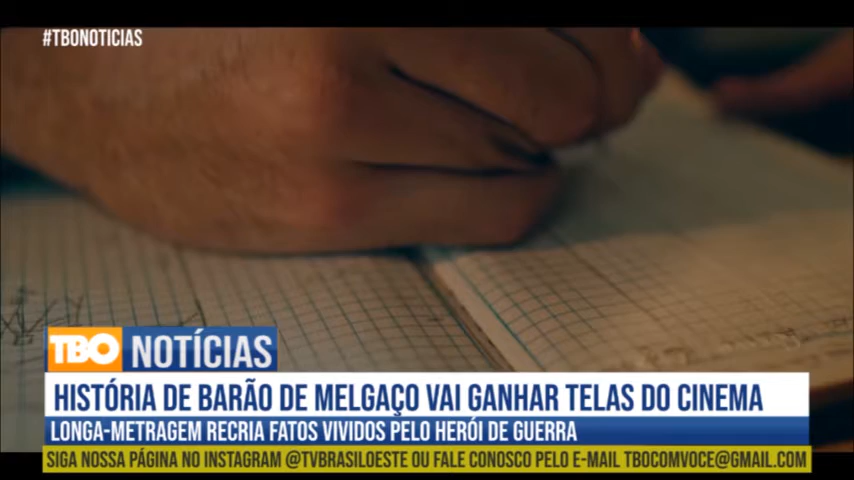 #TBONOTICIAS
TBO NOTÍCIAS
HISTÓRIA DE BARÃO DE MELGAÇO VAI GANHAR TELAS DO CINEMA
LONGA-METRAGEM RECRIA FATOS VIVIDOS PELO HERÓI DE GUERRA
SIGA NOSSA PÁGINA NO INSTAGRAM @TVBRASILOESTE OU FALE CONOSCO PELO E-MAIL TBOCOMVOCE@GMAIL.COM